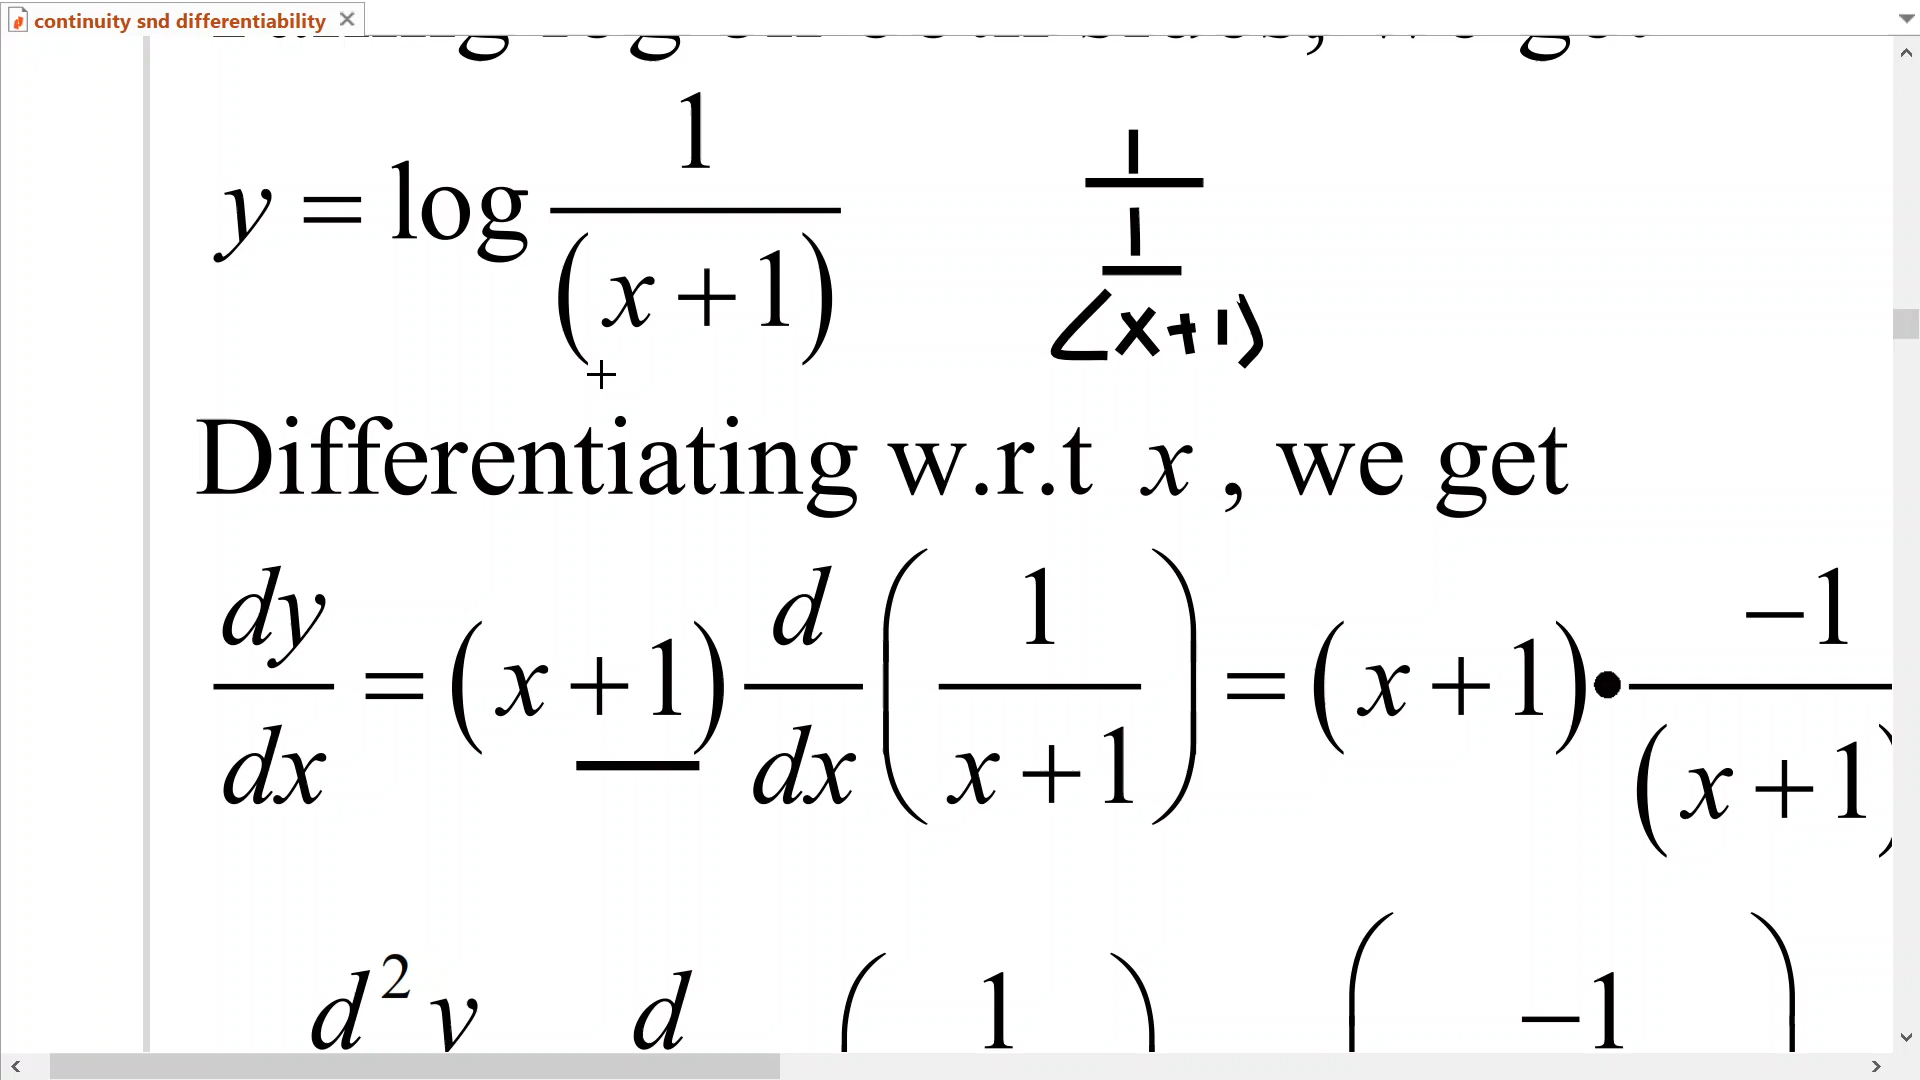 continuity snd differentiability
y = log 1/(x+1)
1/(1/(x+1))
Differentiating w.r.t x, we get
dy/dx = (x+1) d/dx (1/(x+1)) = (x+1)•-1/(x+1)
d²y d (1 (-1